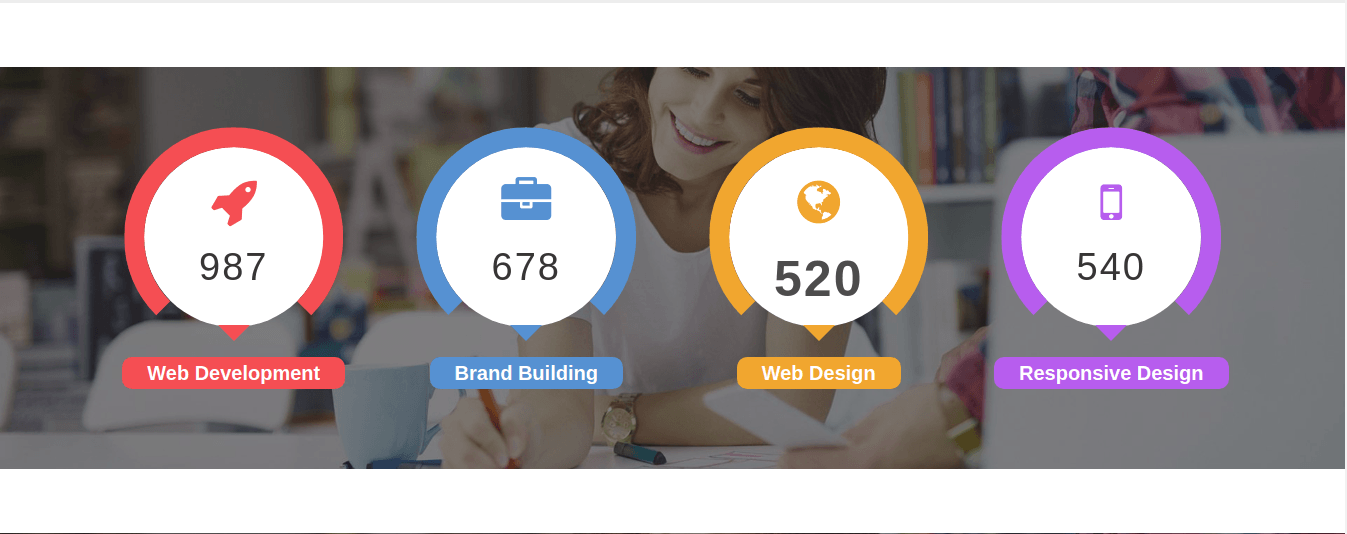 987
678
520
540
Web Development
Brand Building
Web Design
Responsive Design